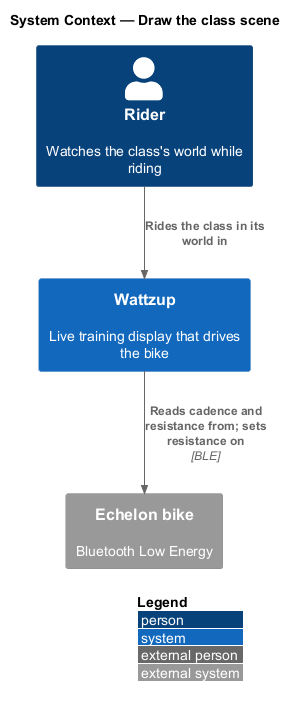 System Context — Draw the class scene
Rider
Watches the class's world while
riding
Rides the class in its
world in
Wattzup
Live training display that drives
the bike
Reads cadence and
resistance from; sets
resistance on
[BLE]
Echelon bike
Bluetooth Low Energy
Legend
person
system
external person
external system